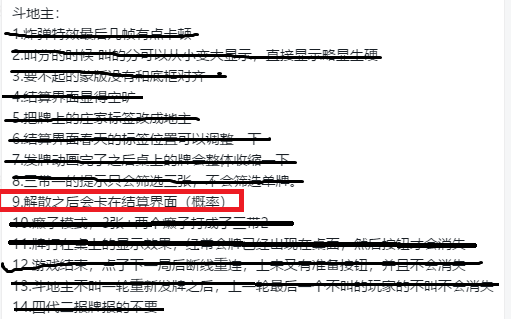 斗地主：
1.炸弹特效最后几帧有点卡顿
2.叫分的时候 叫的分可以从小变大显示，直接显示略显生硬
3.要不起的蒙版没有和底框对齐
4.结算界面显得空旷
5.把牌上的庄家标签改成地主
6.结算界面春天的标签位置可以调整一下
7.发牌动画完了之后桌上的牌会整体收缩一下
8.三带一的提示只会筛选三张，不会筛选单牌。
9.解散之后会卡在结算界面（概率）
10.癞子模式，3张+两个癞子打成了三带2
11.牌打在桌上的显示效果，经常会牌已经出现在桌面，然后按钮才会消失
12.游戏结束，点了下一局后断线重连，上来又有准备按钮，并且不会消失
13.斗地主不叫一轮重新发牌之后，上一轮最后一个不叫的玩家的不叫不会消失
14.四代二报牌报的不要